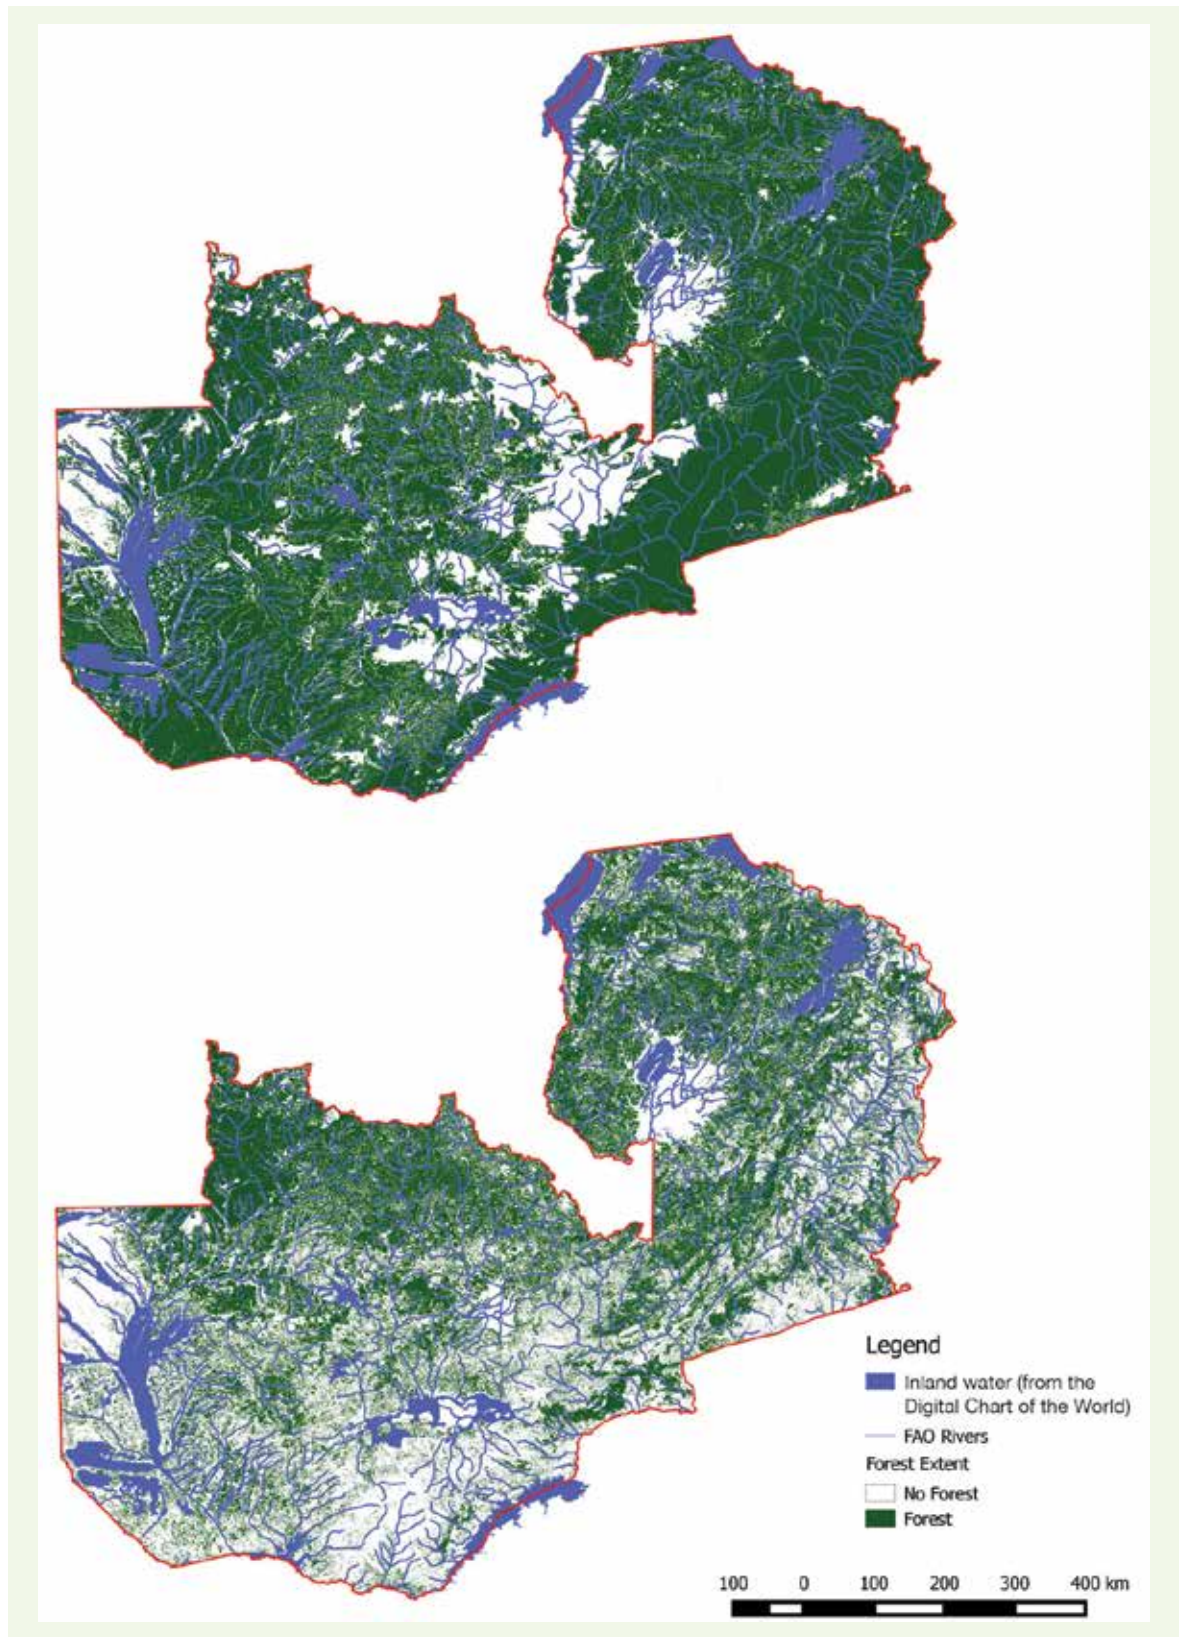 Legend
Inland water (from the
Digital Chart of the World)
FAO Rivers
Forest Extent
No Forest
Forest
100 0 100 200 300 400 km